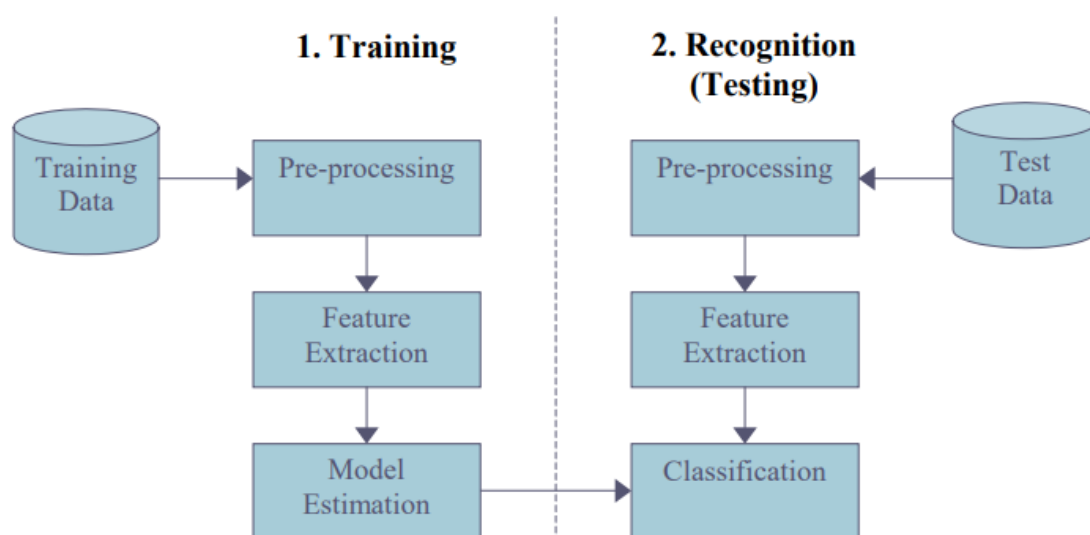 1. Training
2. Recognition
(Testing)
Training
Data
Pre-processing
Pre-processing
Test
Data
Feature
Extraction
Feature
Extraction
Model
Estimation
Classification